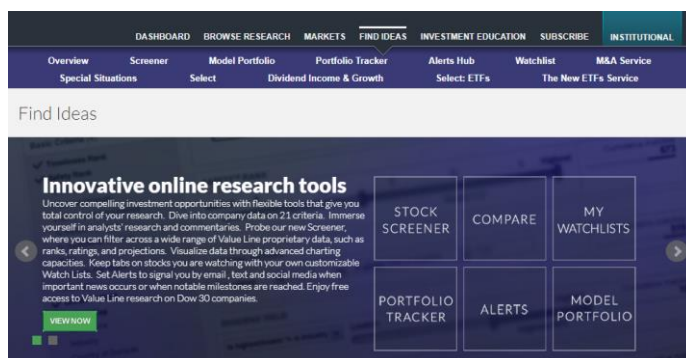 DASHBOARD BROWSE RESEARCH MARKETS FIND IDEAS INVESTMENT EDUCATION SUBSCRIBE INSTITUTIONAL
Overview Screener Model Portfolio Portfolio Tracker Alerts Hub Watchlist M&A Service
Special Situations Select Dividend Income & Growth Select: ETFs The New ETFs Service
Find Ideas
Innovative online research tools
Uncover compelling investment opportunities with flexible tools that give you
total control of your research. Dive into company data on 21 criteria. Immerse
yourself in analysts' research and commentaries. Probe our new Screener,
where you can filter across a wide range of Value Line proprietary data, such as
ranks, ratings, and projections. Visualize data through advanced charting
capacities. Keep tabs on stocks you are watching with your own customizable
Watch Lists. Set Alerts to signal you by email, text and social media when
important news occurs or when notable milestones are reached. Enjoy free
access to Value Line research on Dow 30 companies.
VIEW NOW
STOCK
SCREENER
COMPARE
MY
WATCHLISTS
PORTFOLIO
TRACKER
ALERTS
MODEL
PORTFOLIO